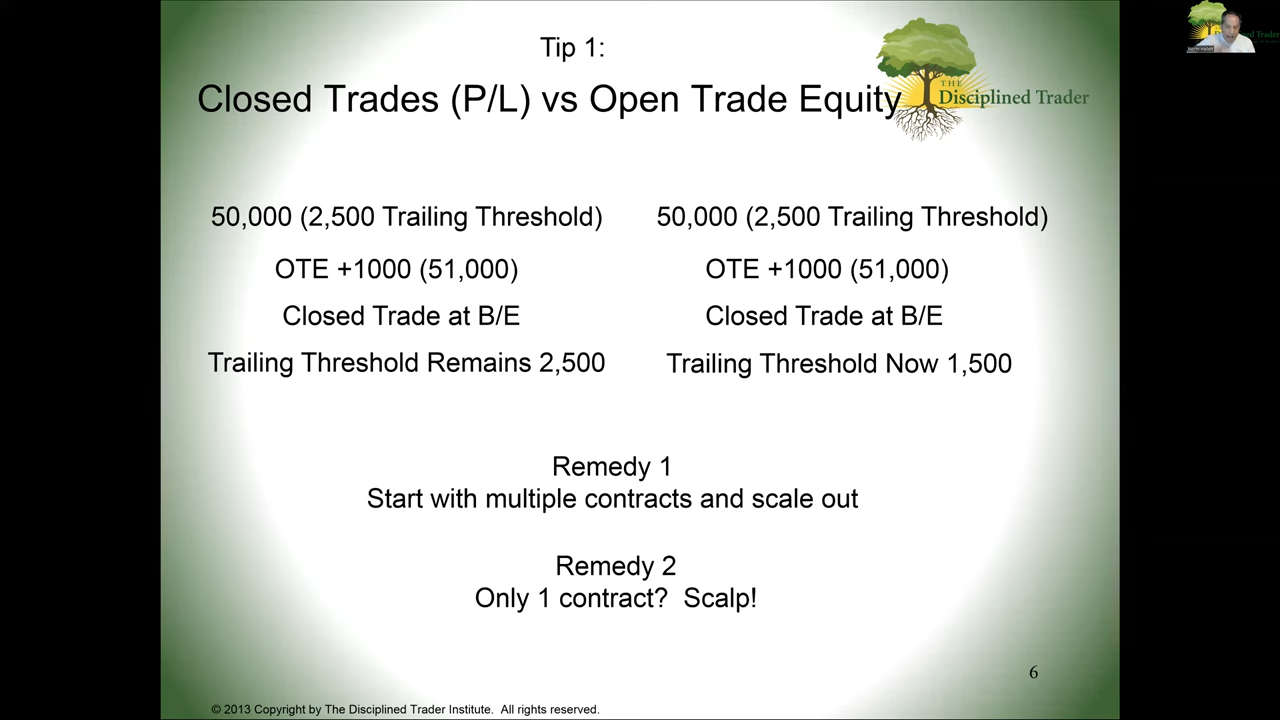 Tip 1:
Closed Trades (P/L) vs Open Trade Equity
THE
Disciplined Trader
50,000 (2,500 Trailing Threshold)
OTE +1000 (51,000)
Closed Trade at B/E
Trailing Threshold Remains 2,500
50,000 (2,500 Trailing Threshold)
OTE +1000 (51,000)
Closed Trade at B/E
Trailing Threshold Now 1,500
Remedy 1
Start with multiple contracts and scale out
Remedy 2
Only 1 contract? Scalp!
6
© 2013 Copyright by The Disciplined Trader Institute. All rights reserved.
ed Trader